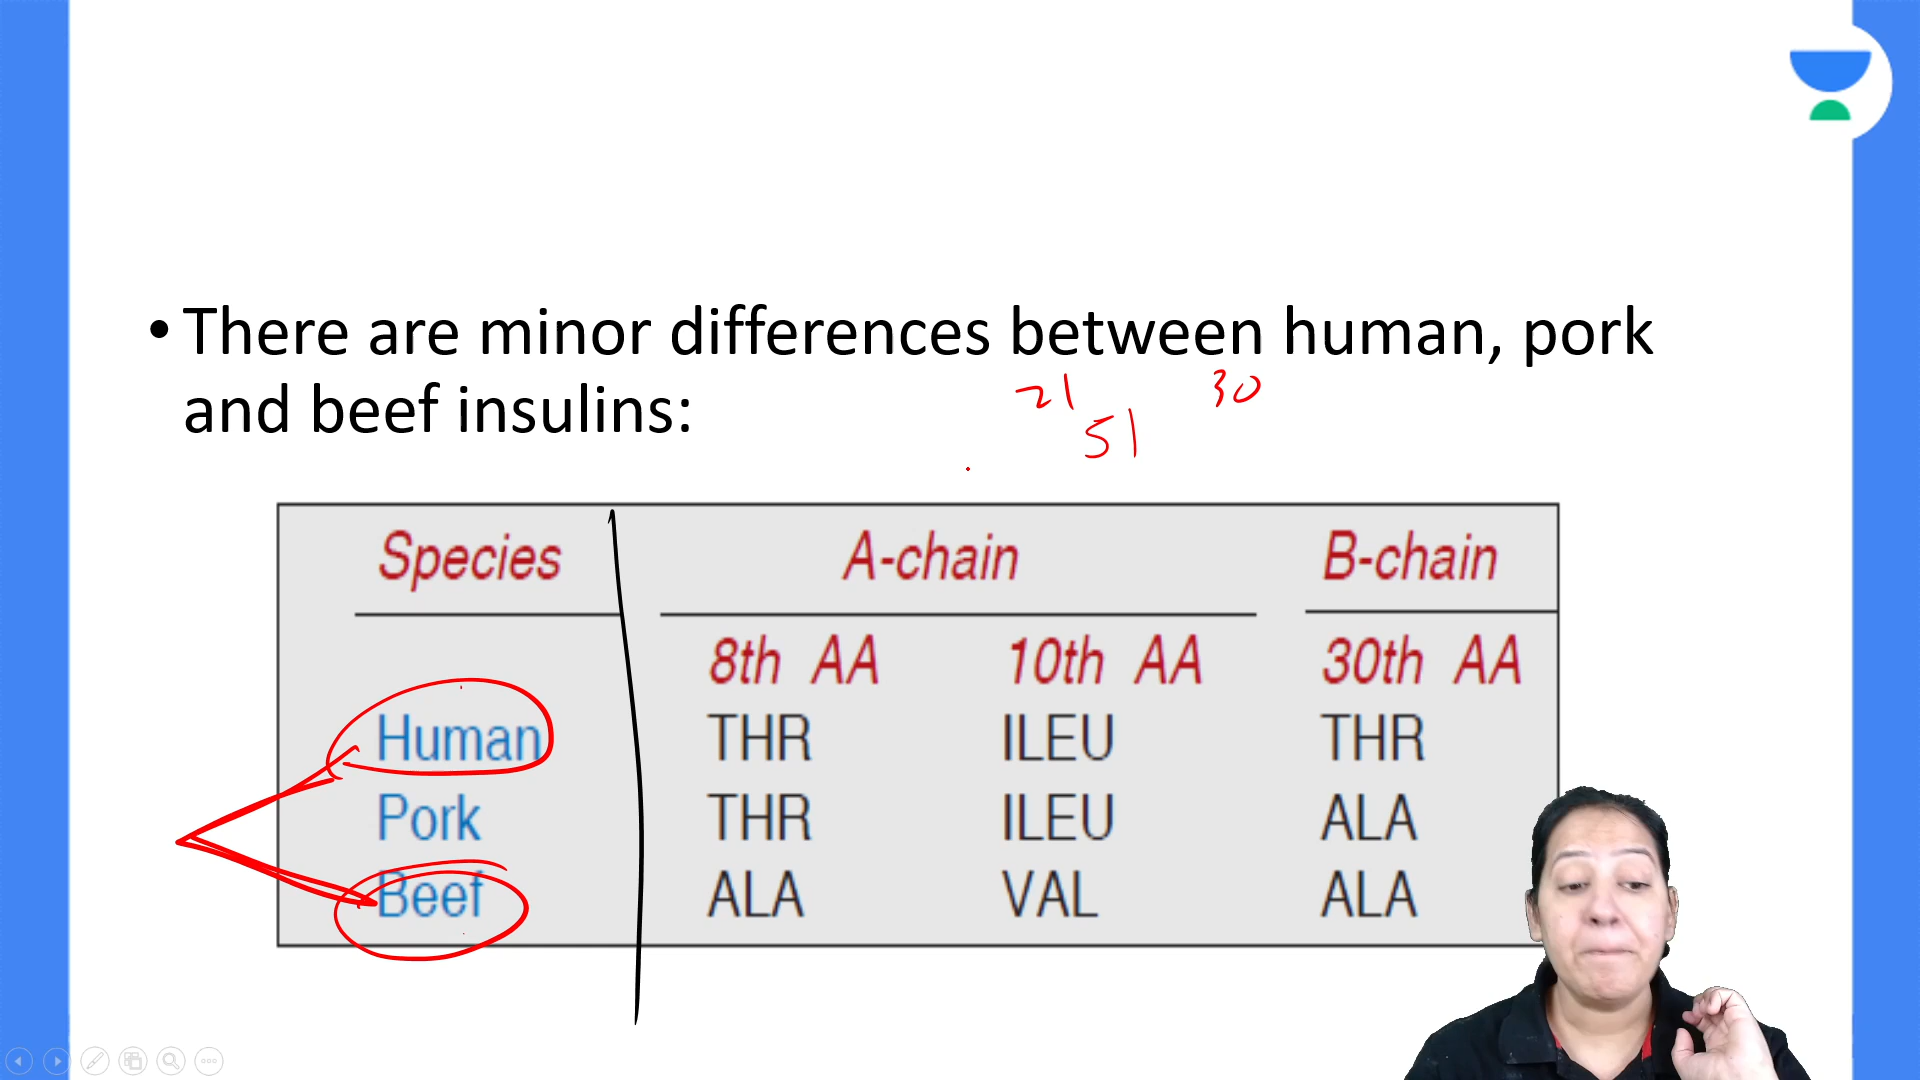 • There are minor differences between human, pork
and beef insulins:
21 30
51
Species A-chain B-chain
8th AA 10th AA 30th AA
Human THR ILEU THR
Pork THR ILEU ALA
Beef ALA VAL ALA